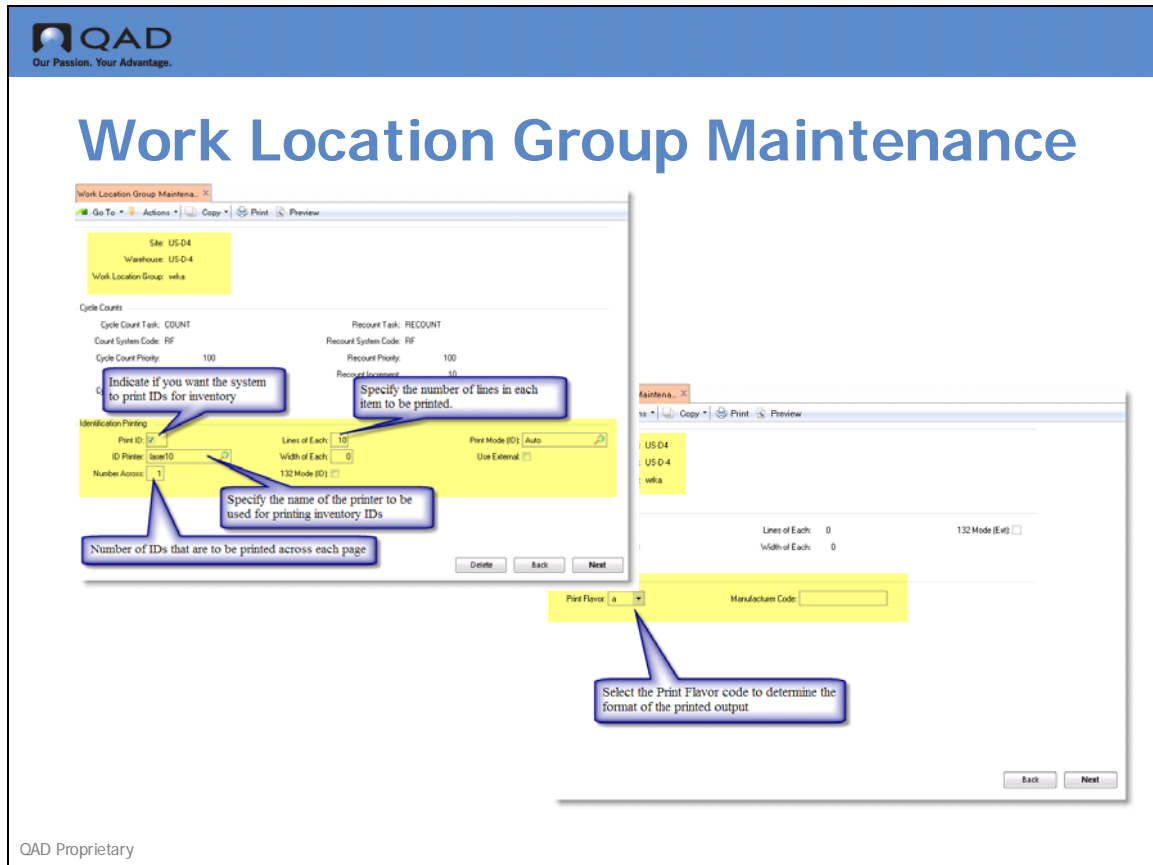 QAD
Our Passion. Your Advantage.
Work Location Group Maintenance
Work Location Group Maintena... X
Go To Actions Copy Print Preview
Site: US-D4
Warehouse: US-D-4
Work Location Group: weka
Cycle Counts
Cycle Count Task: COUNT Recount Task: RECOUNT
Count System Code: RF Recount System Code: RF
Cycle Count Priority: 100 Recount Priority: 100
Recount Increment: 10
Indicate if you want the system
to print IDs for inventory
Specify the number of lines in each
item to be printed.
Identification Printing
Print ID: Lines of Each: 10 Print Mode (ID): Auto
ID Printer: laser10 Width of Each: 0 Use External:
Number Across: 1 132 Mode (ID):
Specify the name of the printer to be
used for printing inventory IDs
Number of IDs that are to be printed across each page
Delete Back Next
Maintena... X
Copy Print Preview
US-D4
US-D-4
weka
Lines of Each: 0 132 Mode (Ext):
Width of Each: 0
Print Flavor: a Manufacturer Code:
Select the Print Flavor code to determine the
format of the printed output
Back Next
QAD Proprietary